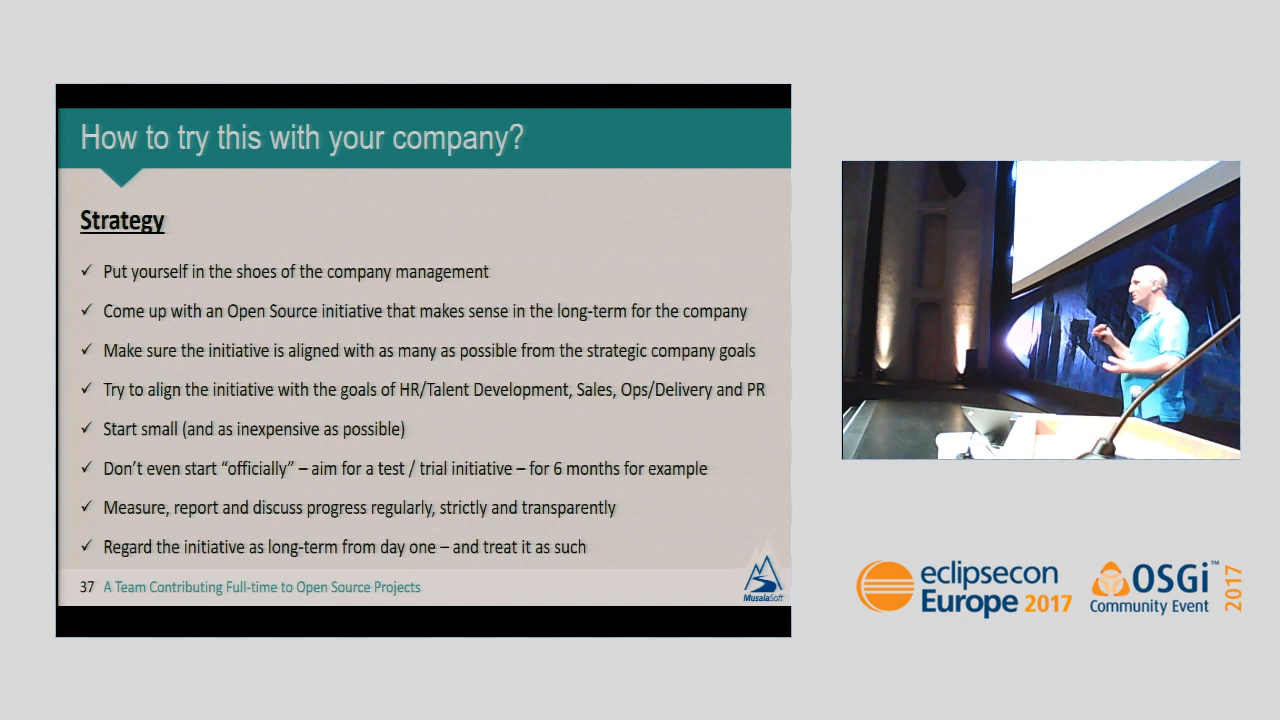 How to try this with your company?
Strategy
✓ Put yourself in the shoes of the company management
✓ Come up with an Open Source initiative that makes sense in the long-term for the company
✓ Make sure the initiative is aligned with as many as possible from the strategic company goals
✓ Try to align the initiative with the goals of HR/Talent Development, Sales, Ops/Delivery and PR
✓ Start small (and as inexpensive as possible)
✓ Don't even start “officially” – aim for a test / trial initiative – for 6 months for example
✓ Measure, report and discuss progress regularly, strictly and transparently
✓ Regard the initiative as long-term from day one – and treat it as such
37 A Team Contributing Full-time to Open Source Projects
MusalaSoft
eclipsecon
Europe 2017
OSGi™
Community Event
2017